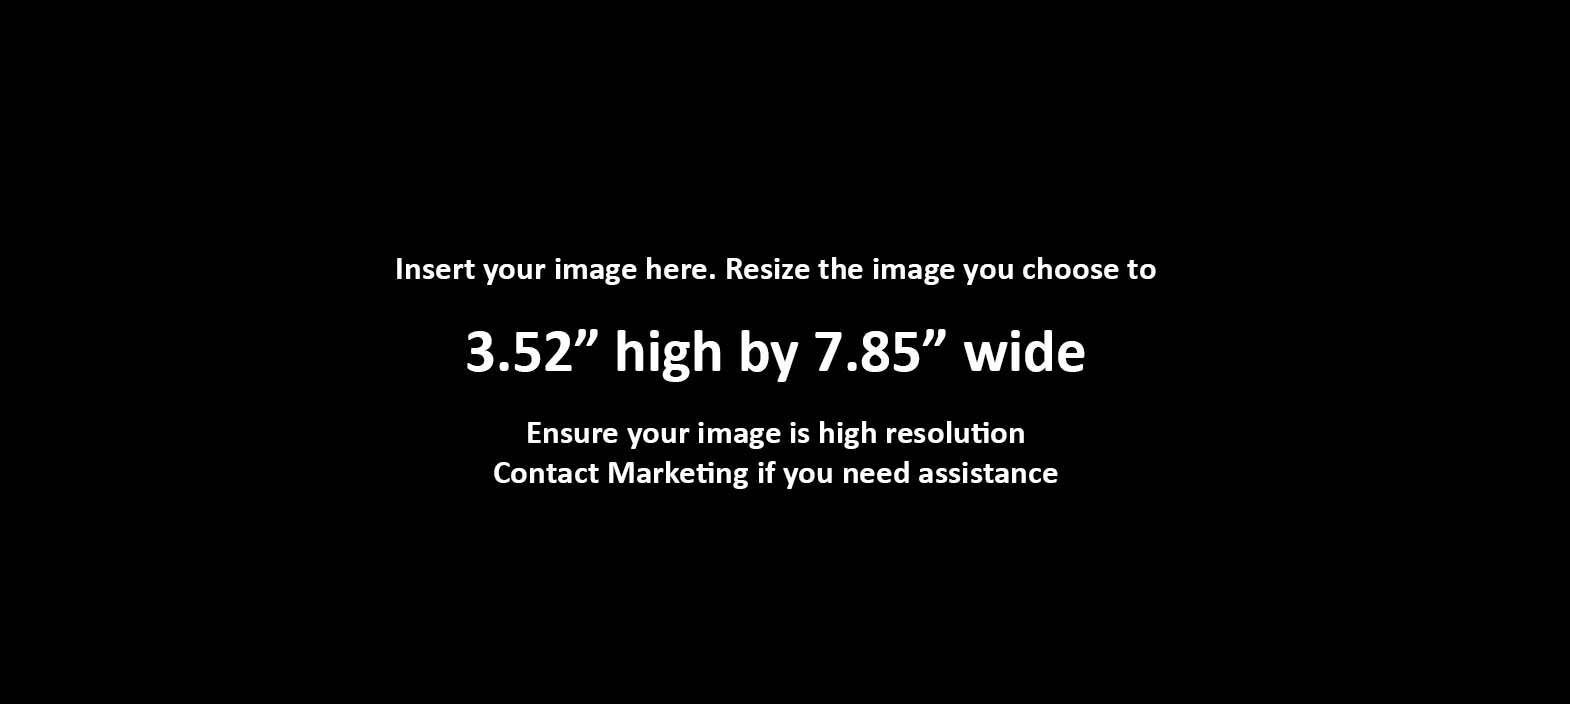 Insert your image here. Resize the image you choose to
3.52” high by 7.85” wide
Ensure your image is high resolution
Contact Marketing if you need assistance